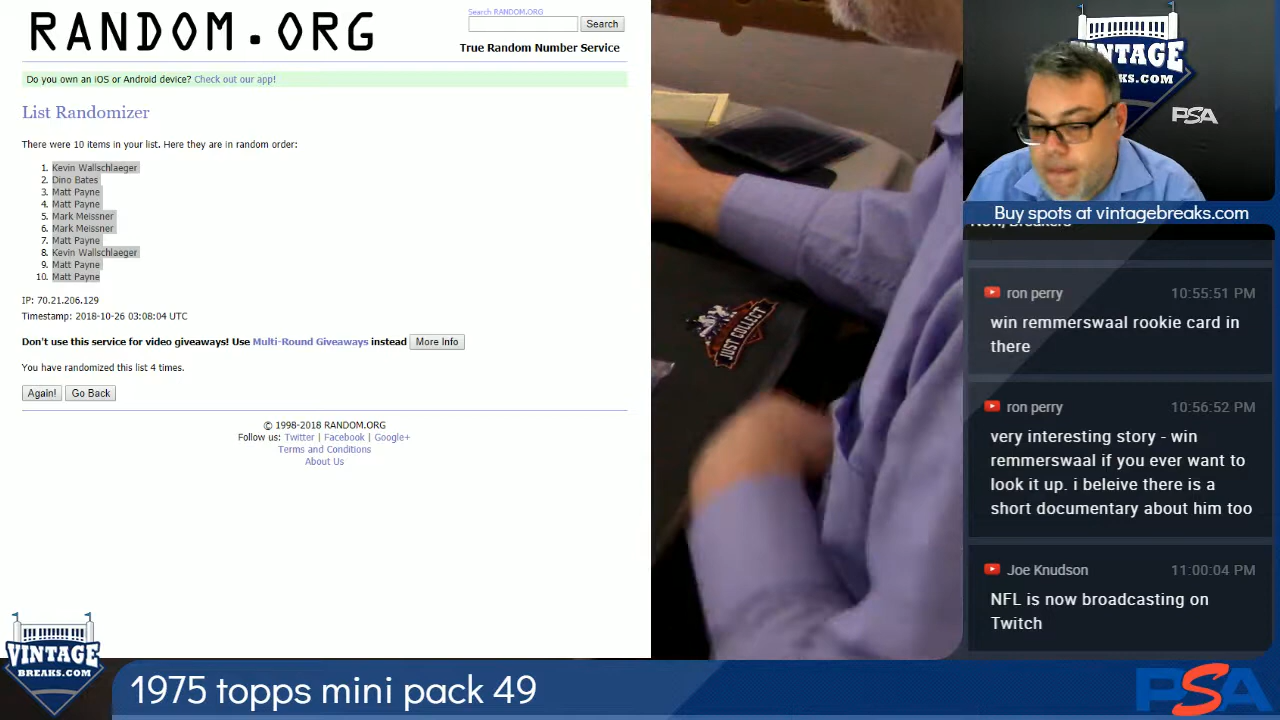 RANDOM.ORG
Search RANDOM.ORG
Search
True Random Number Service
Do you own an iOS or Android device? Check out our app!
List Randomizer
There were 10 items in your list. Here they are in random order:
1. Kevin Wallschlaeger
2. Dino Bates
3. Matt Payne
4. Matt Payne
5. Mark Meissner
6. Mark Meissner
7. Matt Payne
8. Kevin Wallschlaeger
9. Matt Payne
10. Matt Payne
IP: 70.21.206.129
Timestamp: 2018-10-26 03:08:04 UTC
Don't use this service for video giveaways! Use Multi-Round Giveaways instead More Info
You have randomized this list 4 times.
Again! Go Back
© 1998-2018 RANDOM.ORG
Follow us: Twitter | Facebook | Google+
Terms and Conditions
About Us
JUST COLLECT
VINTAGE
BREAKS.COM
PSA
Buy spots at vintagebreaks.com
ron perry 10:55:51 PM
win remmerswaal rookie card in
there
ron perry 10:56:52 PM
very interesting story - win
remmerswaal if you ever want to
look it up. i beleive there is a
short documentary about him too
Joe Knudson 11:00:04 PM
NFL is now broadcasting on
Twitch
VINTAGE
BREAKS.COM
1975 topps mini pack 49
PSA